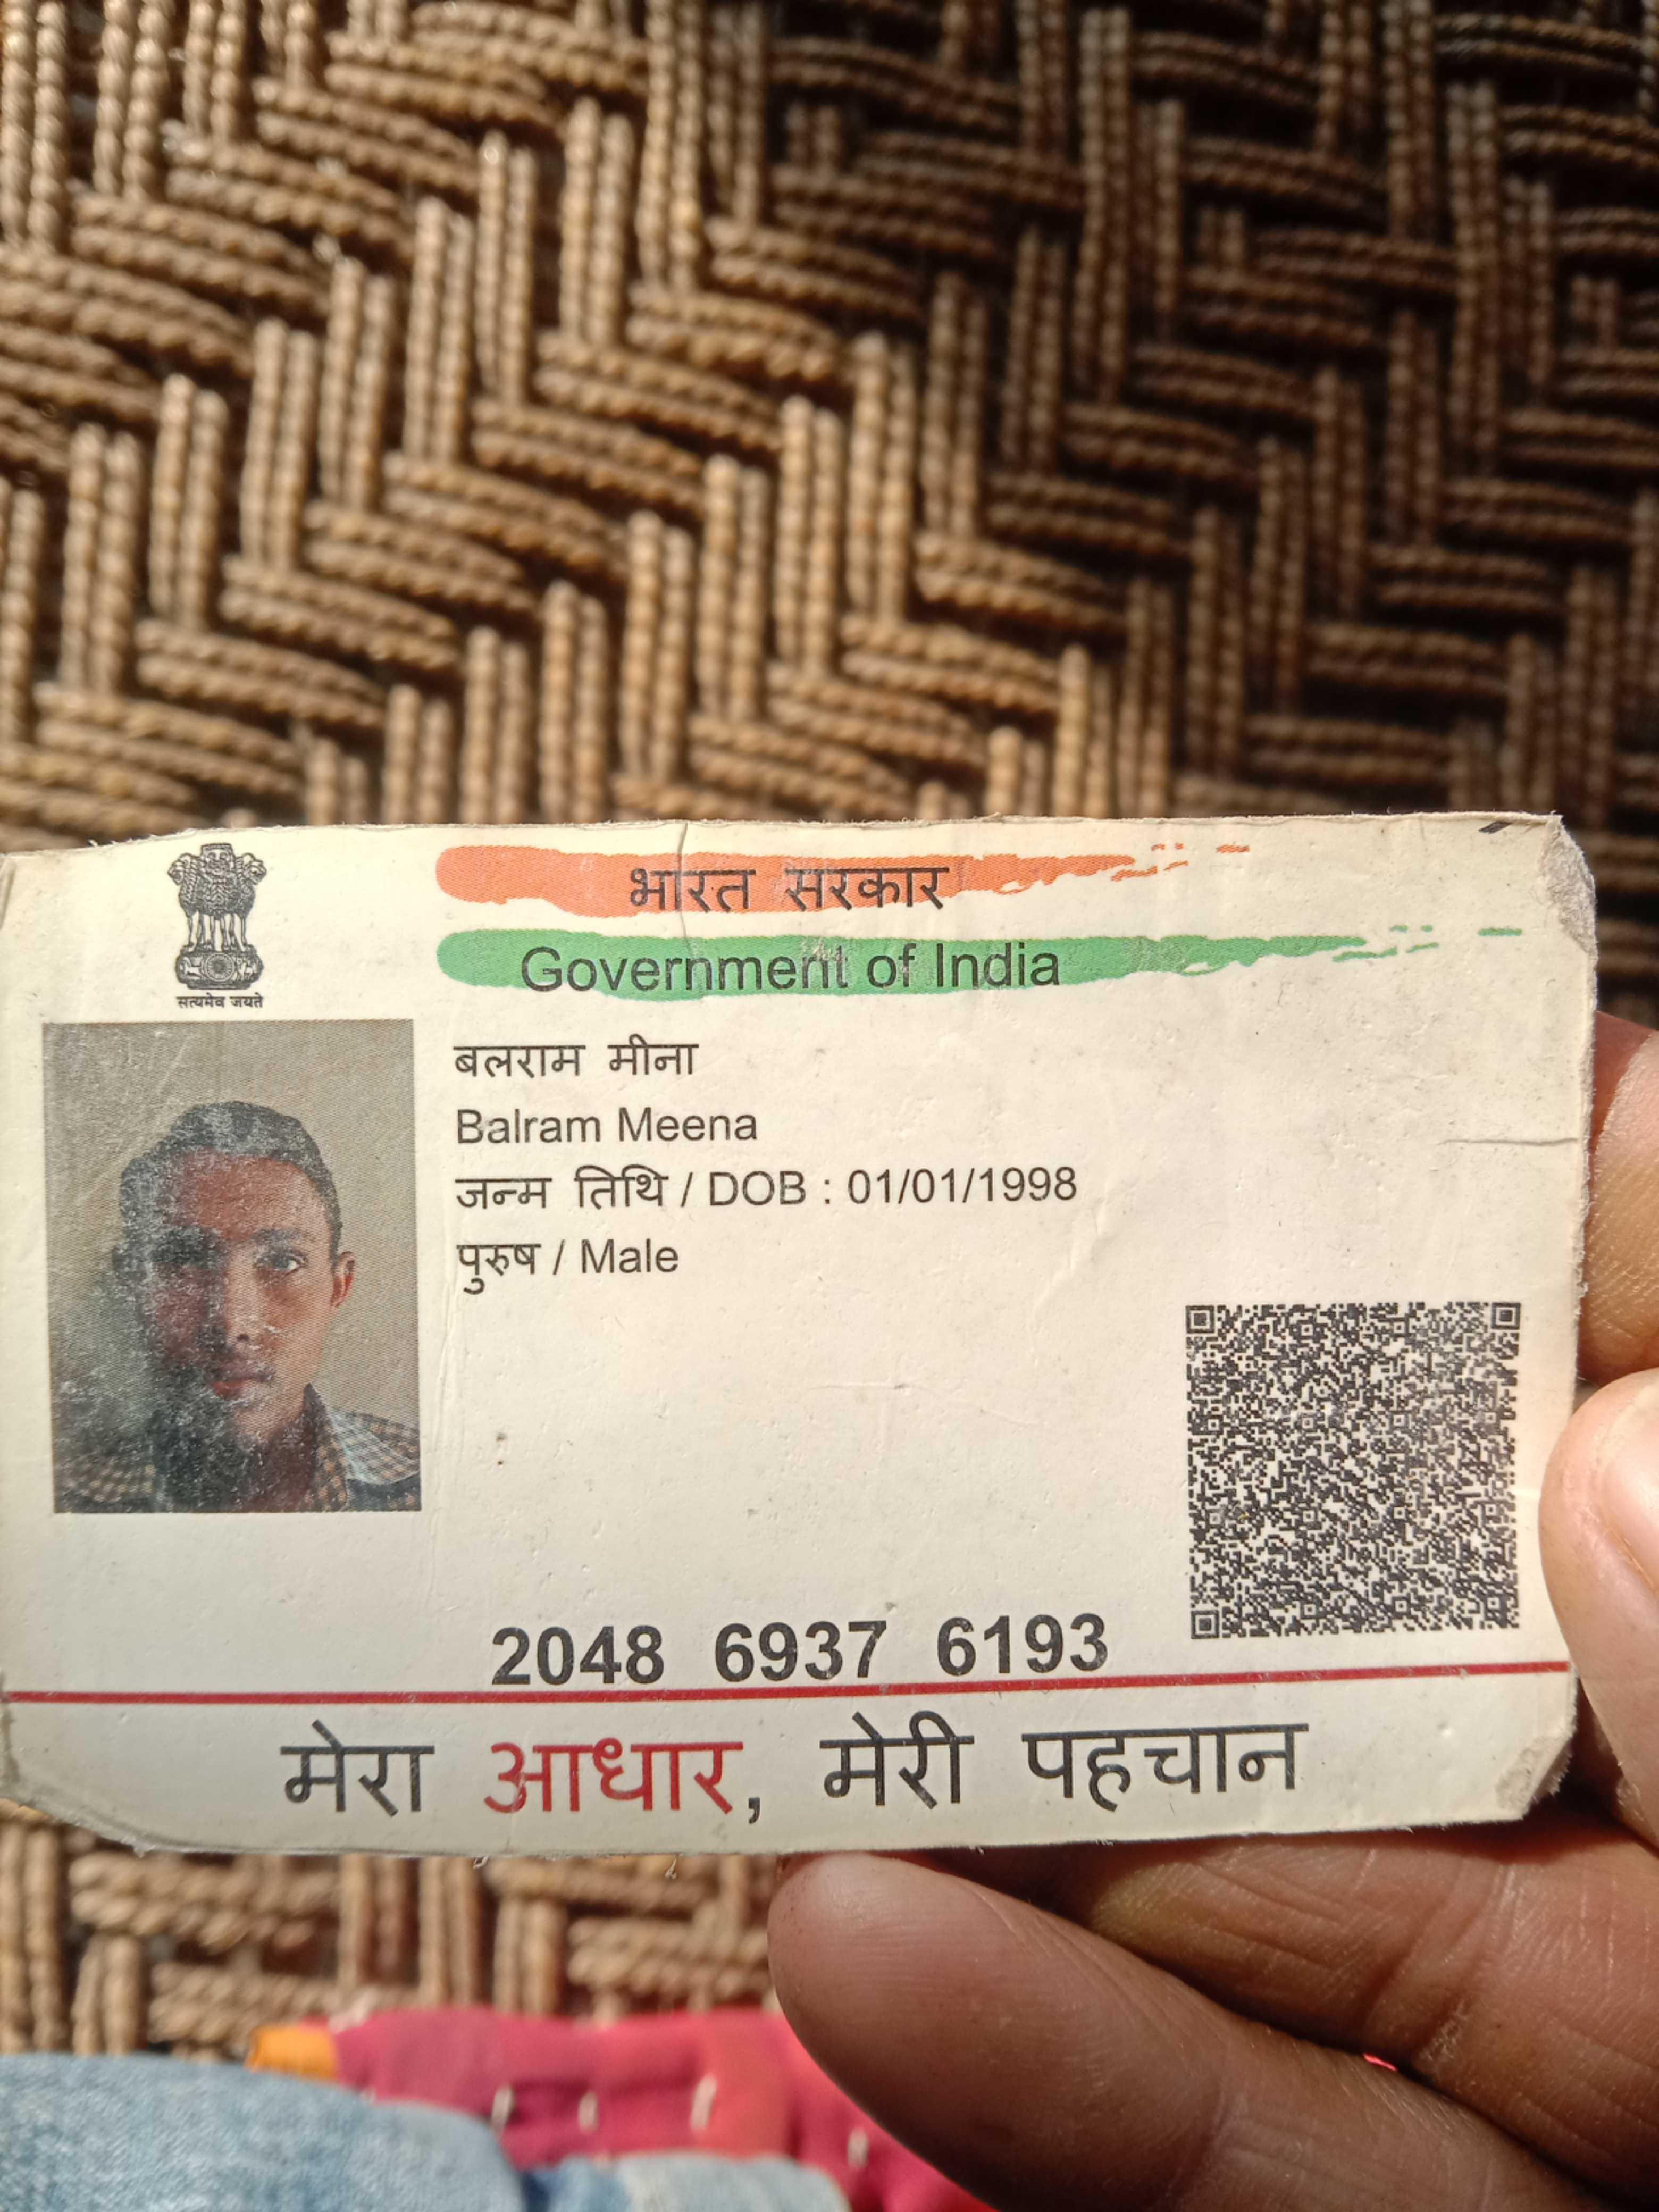 सत्यमेव जयते
भारत सरकार
Government of India
बलराम मीना
Balram Meena
जन्म तिथि / DOB : 01/01/1998
पुरुष / Male
2048 6937 6193
मेरा आधार, मेरी पहचान